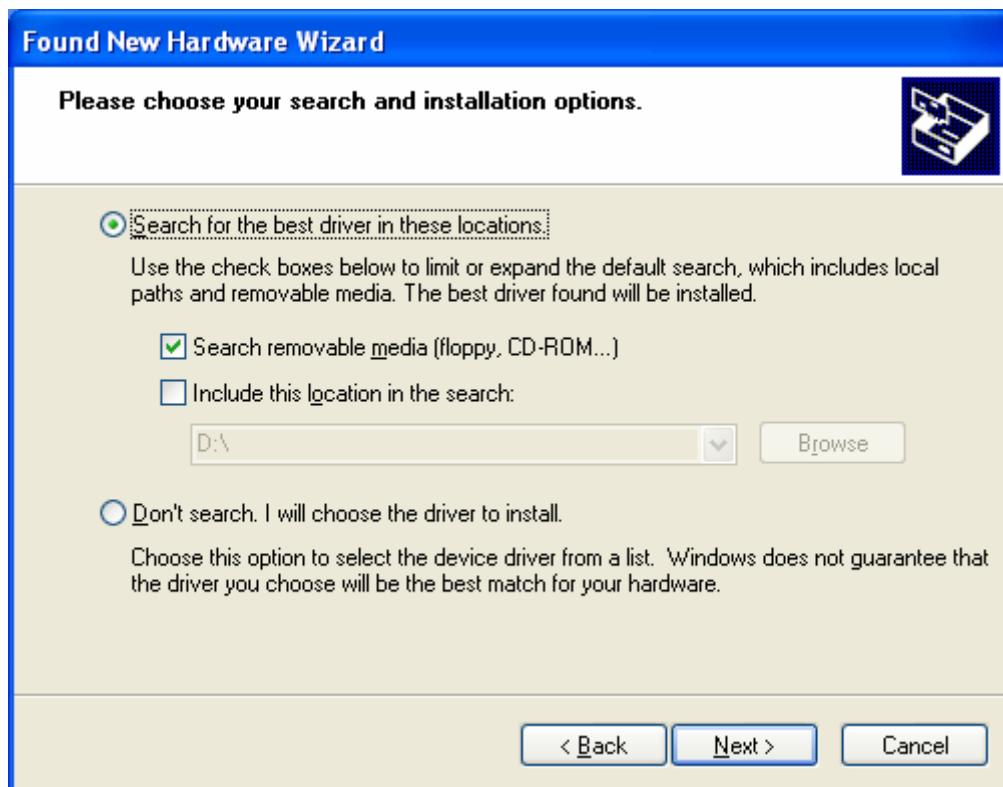 Found New Hardware Wizard
Please choose your search and installation options.
Search for the best driver in these locations.
Use the check boxes below to limit or expand the default search, which includes local
paths and removable media. The best driver found will be installed.
Search removable media (floppy, CD-ROM...)
Include this location in the search:
D:\
Browse
Don't search. I will choose the driver to install.
Choose this option to select the device driver from a list.  Windows does not guarantee that
the driver you choose will be the best match for your hardware.
< Back
Next >
Cancel